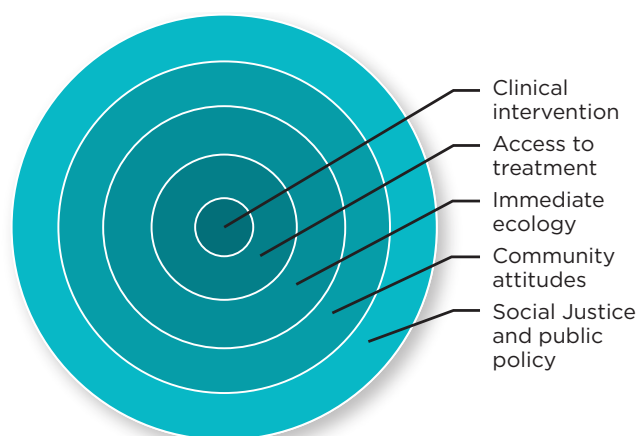 Clinical
intervention
Access to
treatment
Immediate
ecology
Community
attitudes
Social Justice
and public
policy